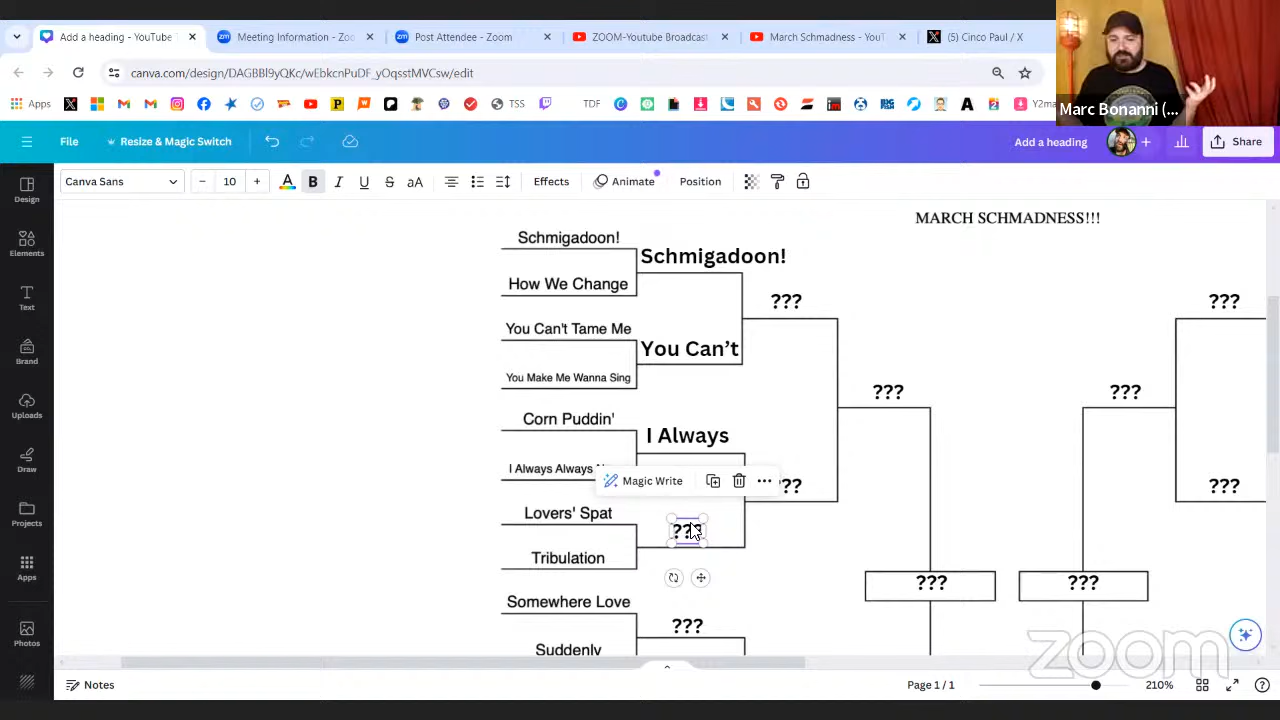 Add a heading - YouTube T
Meeting Information - Zoo
Post Attendee - Zoom
ZOOM-Youtube Broadcast
March Schmadness - YouT
(5) Cinco Paul / X
canva.com/design/DAGBBl9yQKc/wEbkcnPuDF_yOqsstMVCsw/edit
Apps
TSS
TDF
Y2ma
Marc Bonanni (...
File
Resize & Magic Switch
Add a heading
Share
Canva Sans
10
B
I
U
S
aA
Effects
Animate
Position
Design
Elements
Text
Brand
Uploads
Draw
Projects
Apps
Photos
MARCH SCHMADNESS!!!
Schmigadoon!
Schmigadoon!
How We Change
???
???
You Can't Tame Me
You Can't
You Make Me Wanna Sing
???
???
Corn Puddin'
I Always
I Always Always
Magic Write
???
???
Lovers' Spat
???
Tribulation
???
???
Somewhere Love
???
Suddenly
zoom
Notes
Page 1 / 1
210%